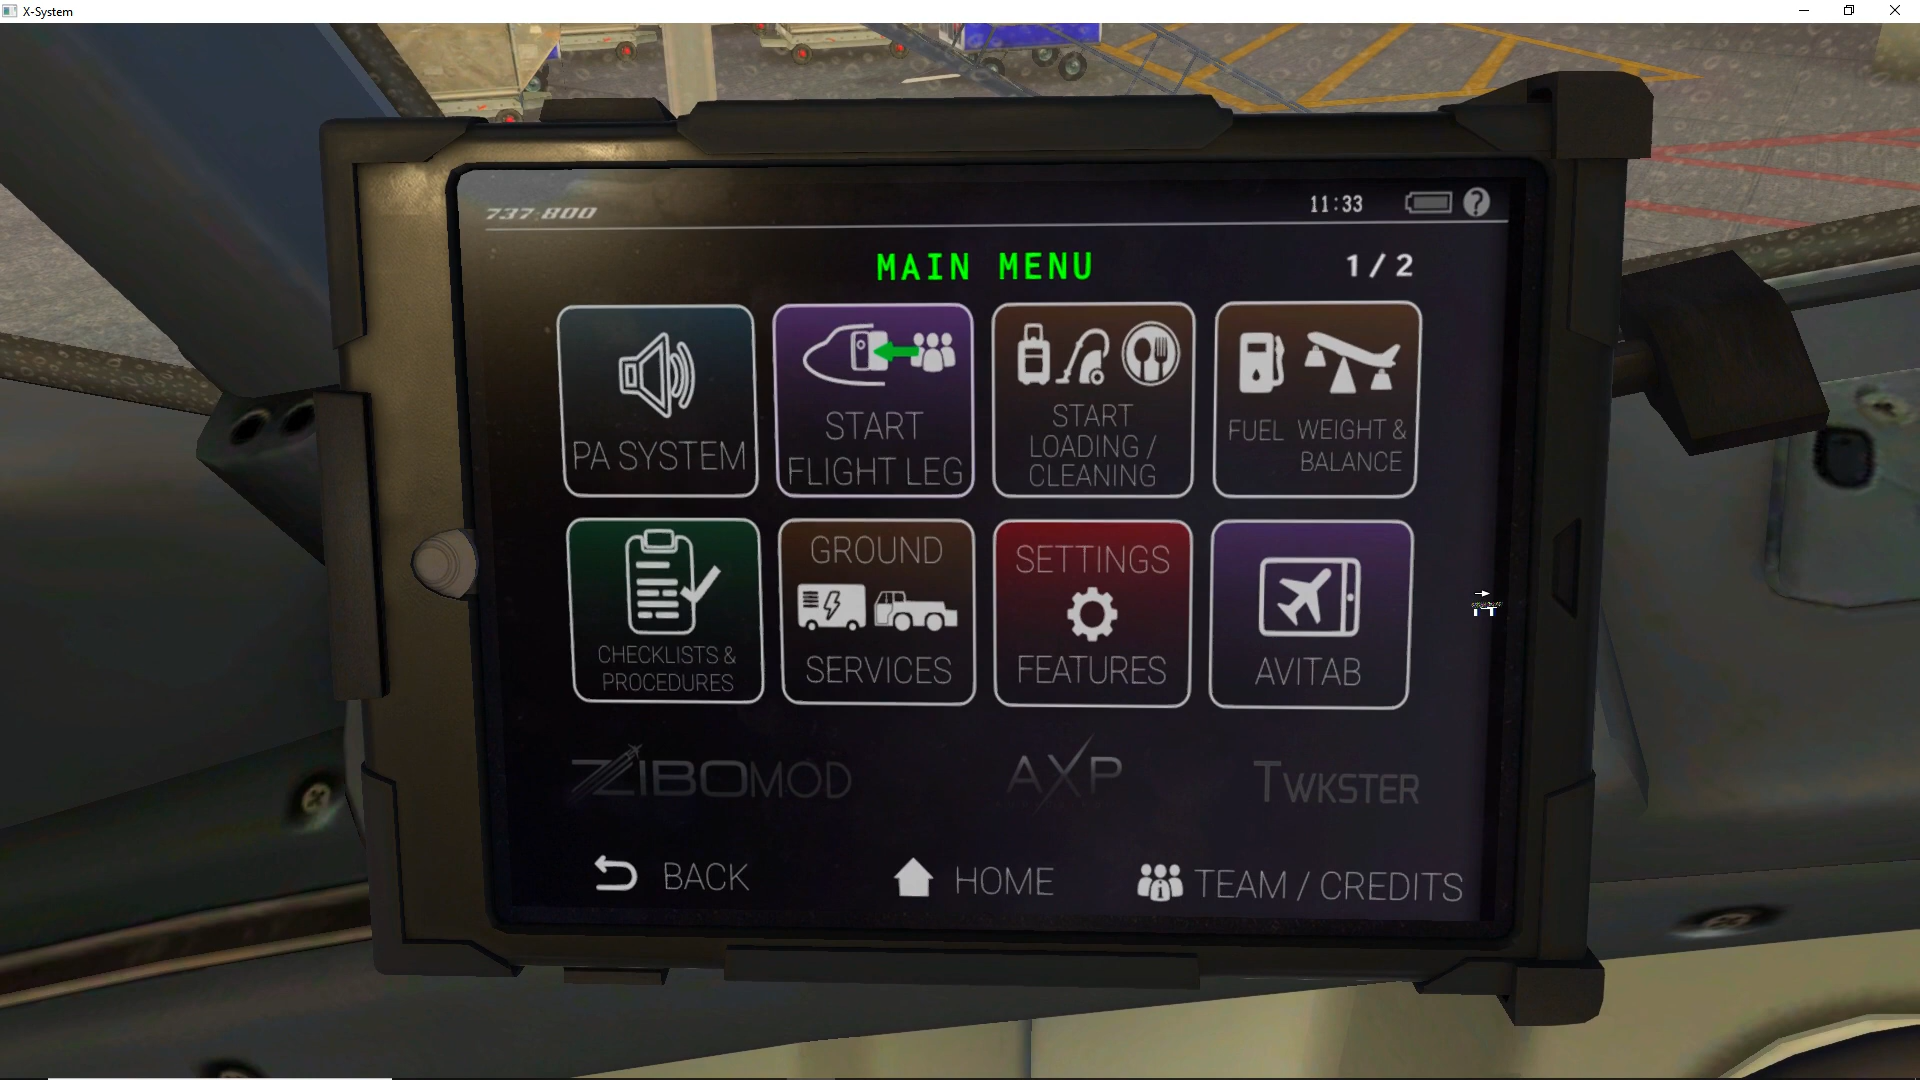 X-System
737-800
11:33
?
MAIN MENU
1 / 2
PA SYSTEM
START
FLIGHT LEG
START
LOADING /
CLEANING
FUEL
WEIGHT &
BALANCE
CHECKLISTS &
PROCEDURES
GROUND
SERVICES
SETTINGS
FEATURES
AVITAB
ZIBOMOD
AXP
TWKSTER
BACK
HOME
TEAM / CREDITS